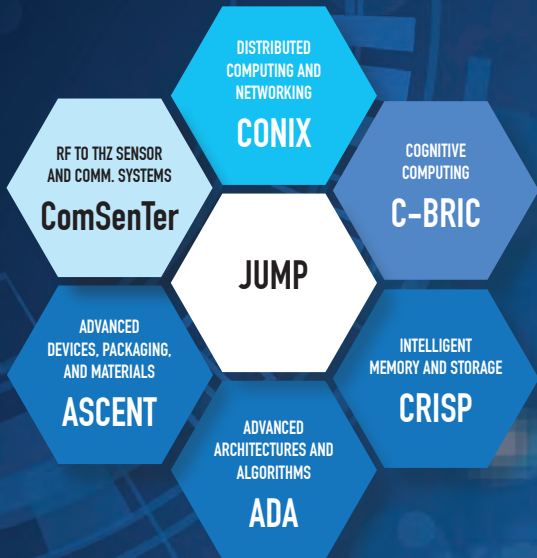 DISTRIBUTED
COMPUTING AND
NETWORKING
CONIX
RF TO THZ SENSOR
AND COMM. SYSTEMS
ComSenTer
COGNITIVE
COMPUTING
C-BRIC
JUMP
ADVANCED
DEVICES, PACKAGING,
AND MATERIALS
ASCENT
INTELLIGENT
MEMORY AND STORAGE
CRISP
ADVANCED
ARCHITECTURES AND
ALGORITHMS
ADA